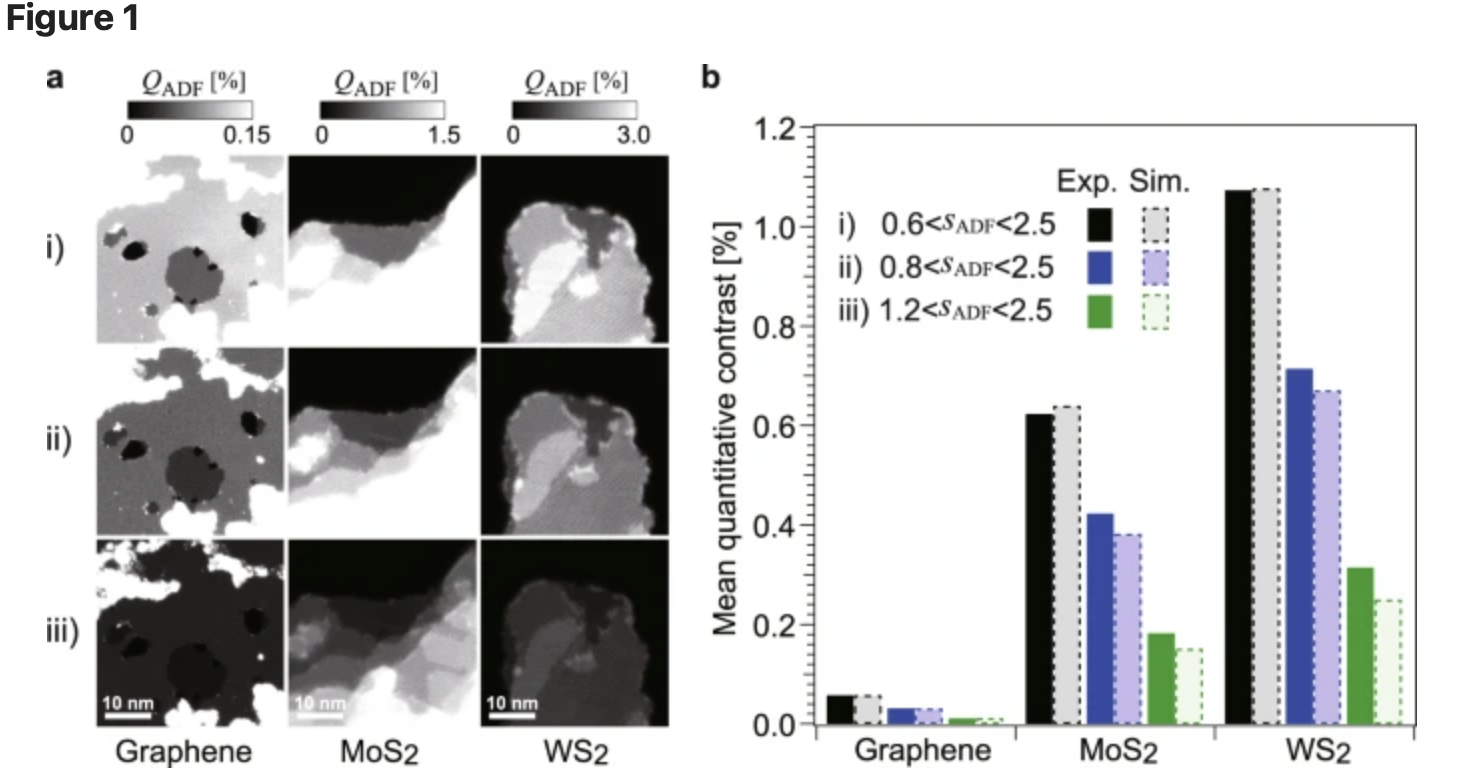 Figure 1
a
Q_ADF [%] Q_ADF [%] Q_ADF [%]
0 0.15 0 1.5 0 3.0
i)
ii)
iii)
10 nm 10 nm 10 nm
Graphene MoS2 WS2
b
Mean quantitative contrast [%]
1.2
1.0
0.8
0.6
0.4
0.2
0.0
Exp. Sim.
i) 0.6<s_ADF<2.5
ii) 0.8<s_ADF<2.5
iii) 1.2<s_ADF<2.5
Graphene MoS2 WS2